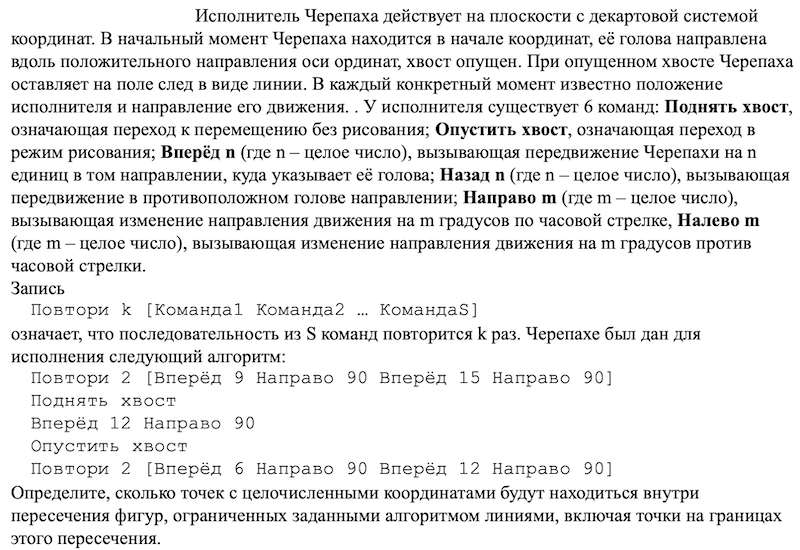 Исполнитель Черепаха действует на плоскости с декартовой системой
координат. В начальный момент Черепаха находится в начале координат, её голова направлена
вдоль положительного направления оси ординат, хвост опущен. При опущенном хвосте Черепаха
оставляет на поле след в виде линии. В каждый конкретный момент известно положение
исполнителя и направление его движения. . У исполнителя существует 6 команд: Поднять хвост,
означающая переход к перемещению без рисования; Опустить хвост, означающая переход в
режим рисования; Вперёд n (где n – целое число), вызывающая передвижение Черепахи на n
единиц в том направлении, куда указывает её голова; Назад n (где n – целое число), вызывающая
передвижение в противоположном голове направлении; Направо m (где m – целое число),
вызывающая изменение направления движения на m градусов по часовой стрелке, Налево m
(где m – целое число), вызывающая изменение направления движения на m градусов против
часовой стрелки.
Запись
Повтори k [Команда1 Команда2 … КомандаS]
означает, что последовательность из S команд повторится k раз. Черепахе был дан для
исполнения следующий алгоритм:
Повтори 2 [Вперёд 9 Направо 90 Вперёд 15 Направо 90]
Поднять хвост
Вперёд 12 Направо 90
Опустить хвост
Повтори 2 [Вперёд 6 Направо 90 Вперёд 12 Направо 90]
Определите, сколько точек с целочисленными координатами будут находиться внутри
пересечения фигур, ограниченных заданными алгоритмом линиями, включая точки на границах
этого пересечения.